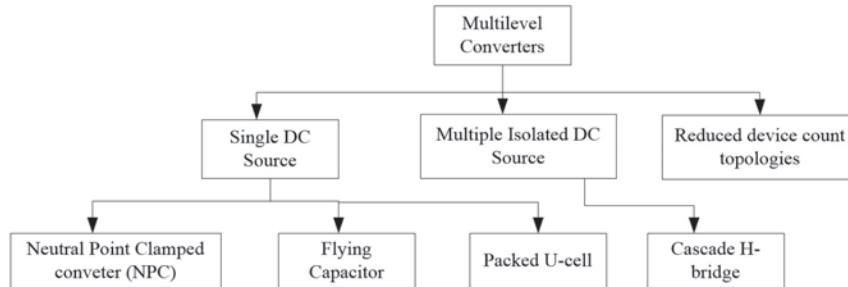 Multilevel
Converters
Single DC
Source
Multiple Isolated DC
Source
Reduced device count
topologies
Neutral Point Clamped
conveter (NPC)
Flying
Capacitor
Packed U-cell
Cascade H-
bridge